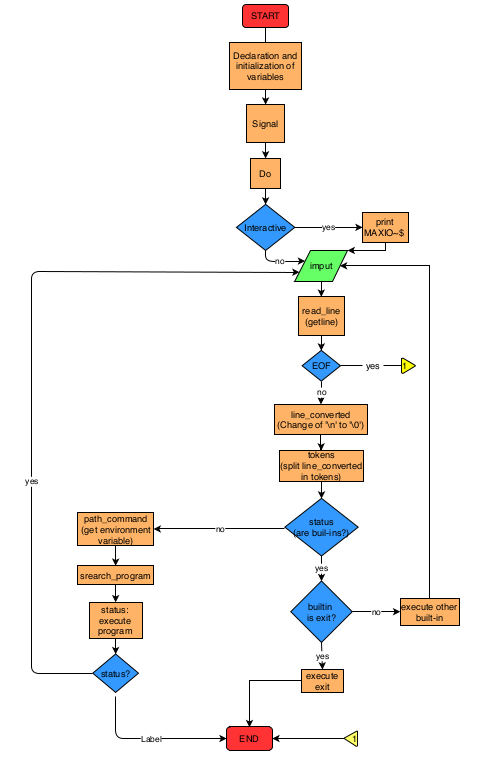 START
Declaration and
initialization of
variables
Signal
Do
Interactive
yes
print
MAXIO~$
no
imput
read_line
(getline)
EOF
yes
1
no
line_converted
(Change of '\n' to '\0')
tokens
(split line_converted
in tokens)
status
(are buil-ins?)
no
path_command
(get environment
variable)
srearch_program
status:
execute
program
status?
yes
Label
yes
builtin
is exit?
no
execute other
built-in
yes
execute
exit
END
1